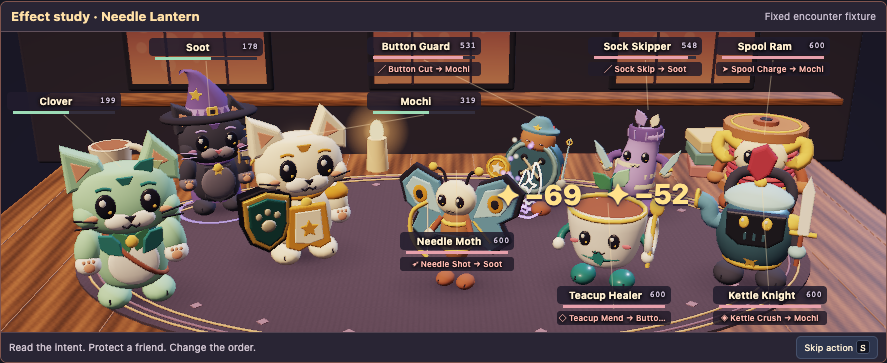 Effect study · Needle Lantern
Fixed encounter fixture
Soot 178
Button Guard 531
Button Cut → Mochi
Sock Skipper 548
Sock Skip → Soot
Spool Ram 600
Spool Charge → Mochi
Clover 199
Mochi 319
-69
-52
Needle Moth 600
Needle Shot → Soot
Teacup Healer 600
Teacup Mend → Butto...
Kettle Knight 600
Kettle Crush → Mochi
Read the intent. Protect a friend. Change the order.
Skip action S